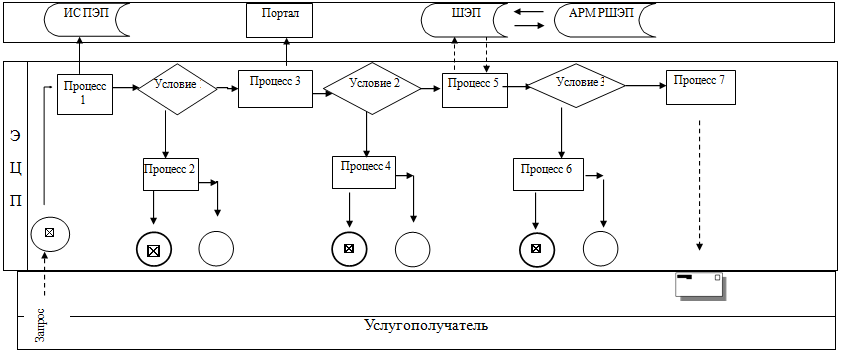 ИС ПЭП
Портал
ШЭП
АРМ РШЭП
Процесс
1
Условие
Процесс 3
Условие 2
Процесс 5
Условие 3
Процесс 7
Э
Ц
П
Процесс 2
Процесс 4
Процесс 6
Запрос
Услугополучатель